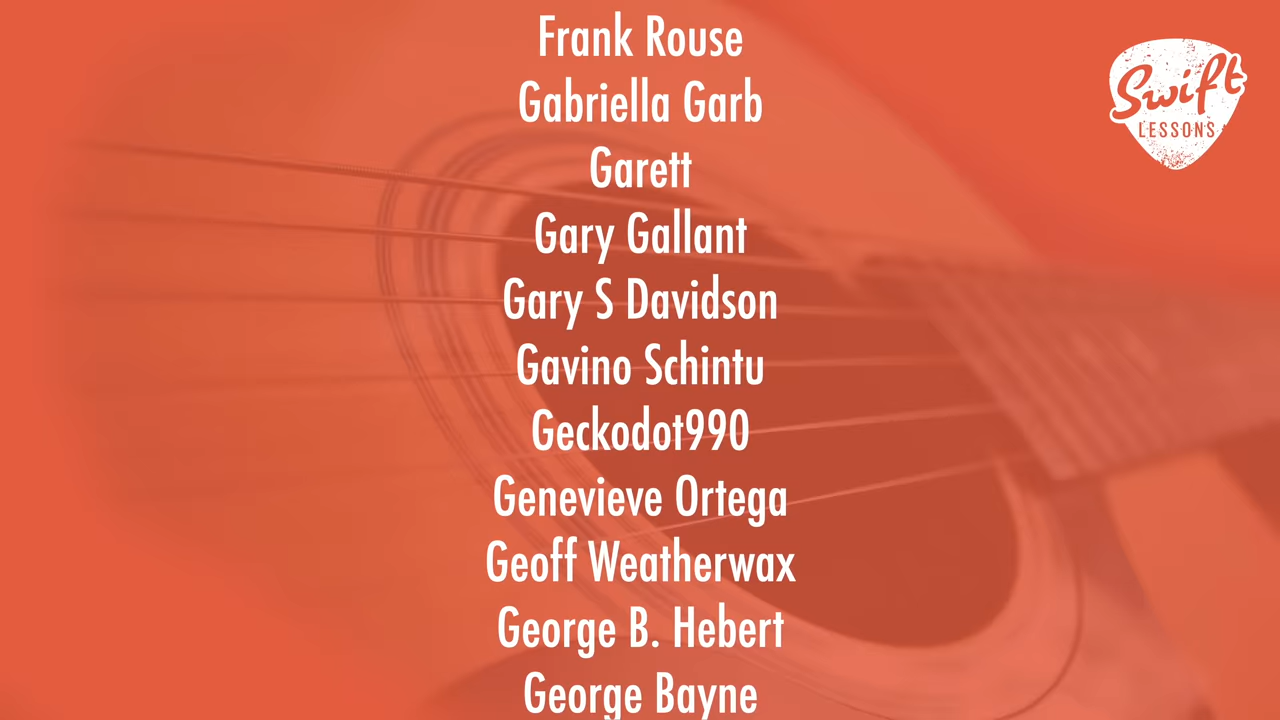 Frank Rouse
Gabriella Garb
Garett
Gary Gallant
Gary S Davidson
Gavino Schintu
Geckodot990
Genevieve Ortega
Geoff Weatherwax
George B. Hebert
George Bayne
Swift
LESSONS